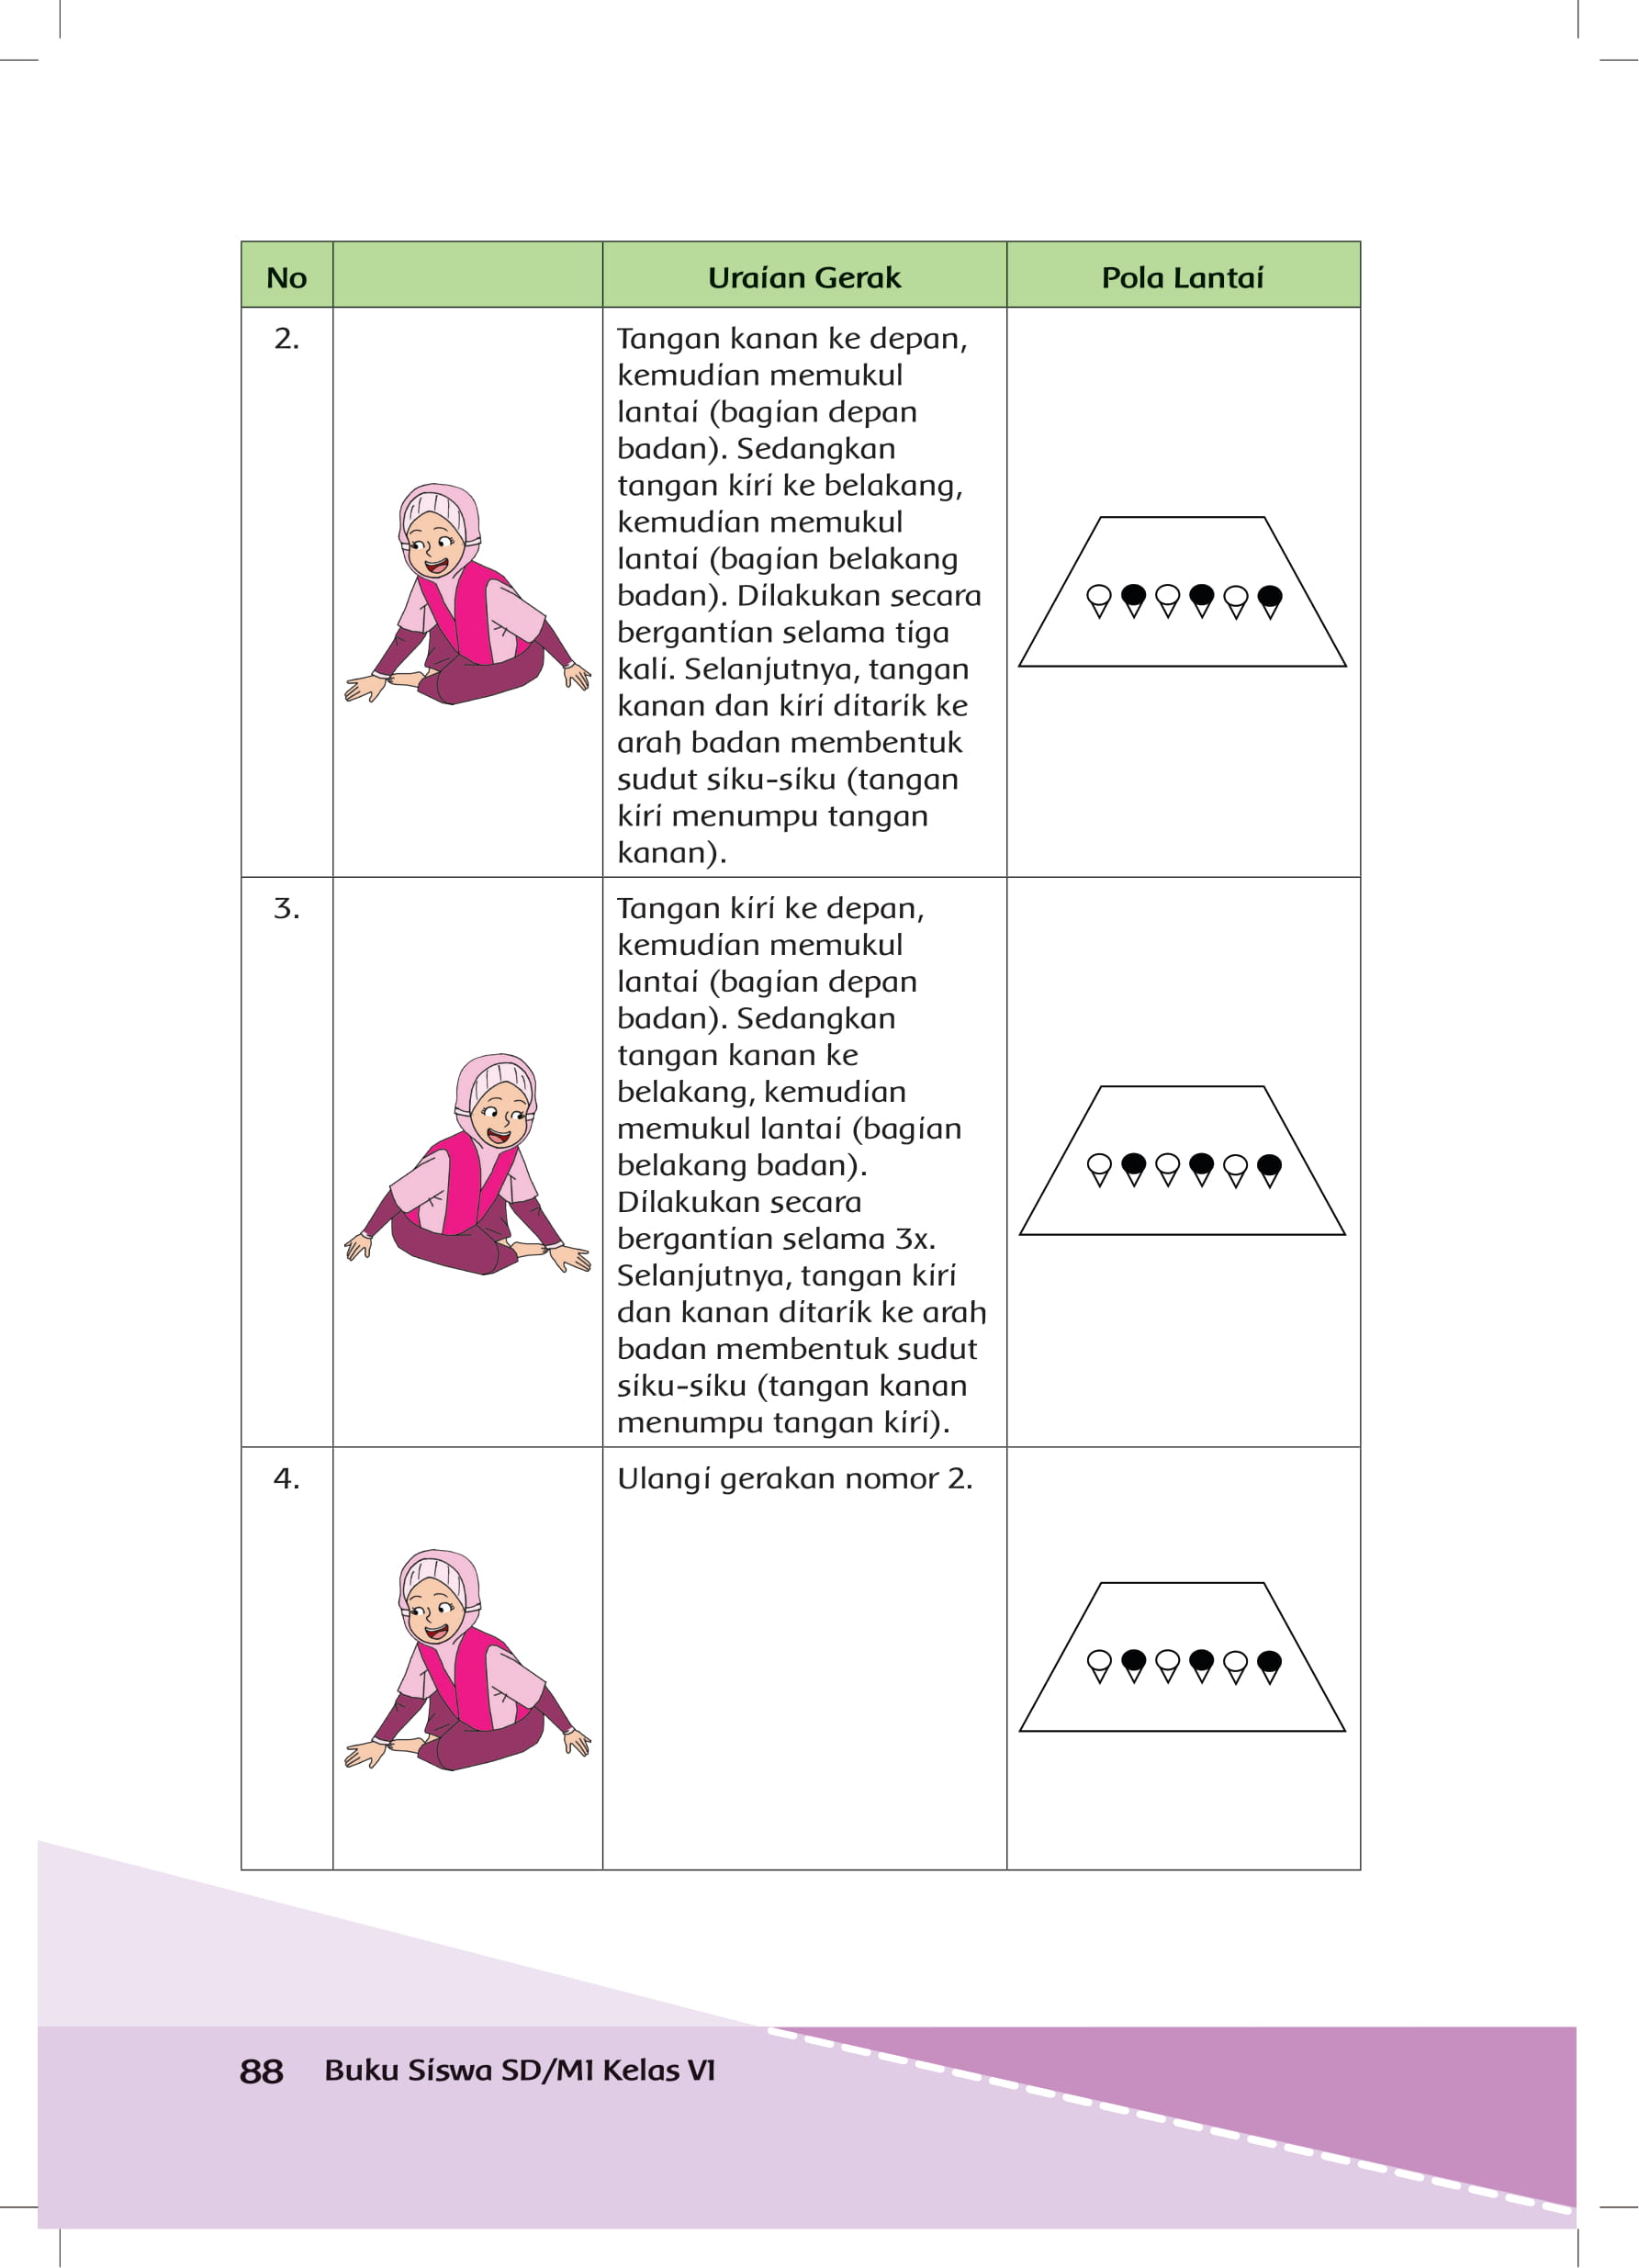 No Uraian Gerak Pola Lantai
2.
Tangan kanan ke depan,
kemudian memukul
lantai (bagian depan
badan). Sedangkan
tangan kiri ke belakang,
kemudian memukul
lantai (bagian belakang
badan). Dilakukan secara
bergantian selama tiga
kali. Selanjutnya, tangan
kanan dan kiri ditarik ke
arah badan membentuk
sudut siku-siku (tangan
kiri menumpu tangan
kanan).
3.
Tangan kiri ke depan,
kemudian memukul
lantai (bagian depan
badan). Sedangkan
tangan kanan ke
belakang, kemudian
memukul lantai (bagian
belakang badan).
Dilakukan secara
bergantian selama 3x.
Selanjutnya, tangan kiri
dan kanan ditarik ke arah
badan membentuk sudut
siku-siku (tangan kanan
menumpu tangan kiri).
4.
Ulangi gerakan nomor 2.
88 Buku Siswa SD/MI Kelas VI